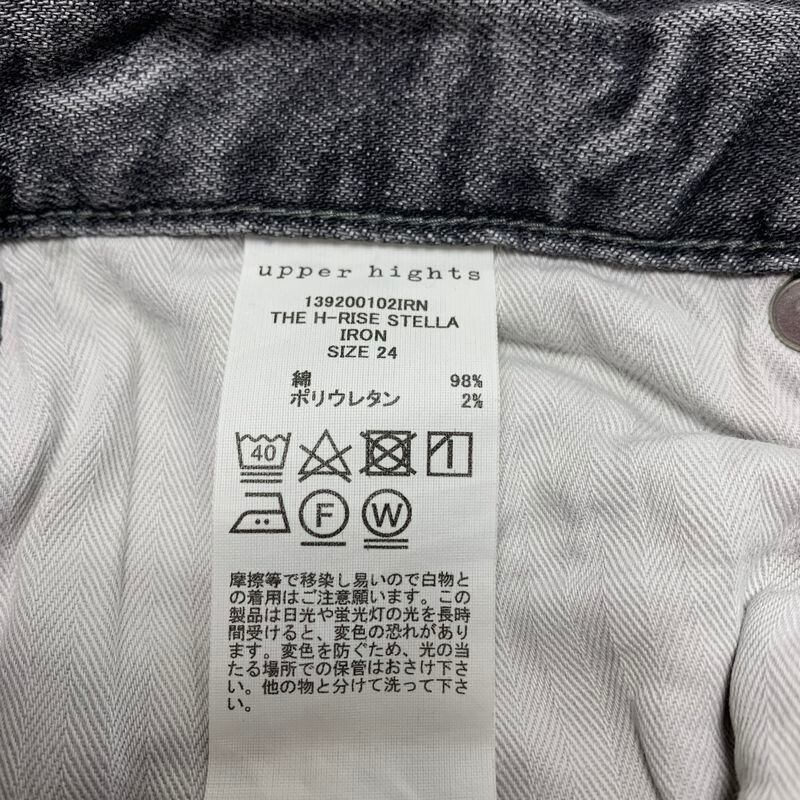 upper hights
139200102IRN
THE H-RISE STELLA
IRON
SIZE 24
綿 98%
ポリウレタン 2%
40
F W
摩擦等で移染し易いので白物と
の着用はご注意願います。この
製品は日光や蛍光灯の光を長時
間受けると、変色の恐れがあり
ます。変色を防ぐため、光の当
たる場所での保管はおさけ下さ
い。他の物と分けて洗って下さ
い。